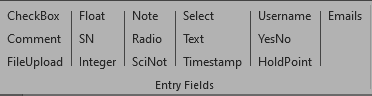 CheckBox Float Note Select Username Emails
Comment SN Radio Text YesNo
FileUpload Integer SciNot Timestamp HoldPoint
Entry Fields